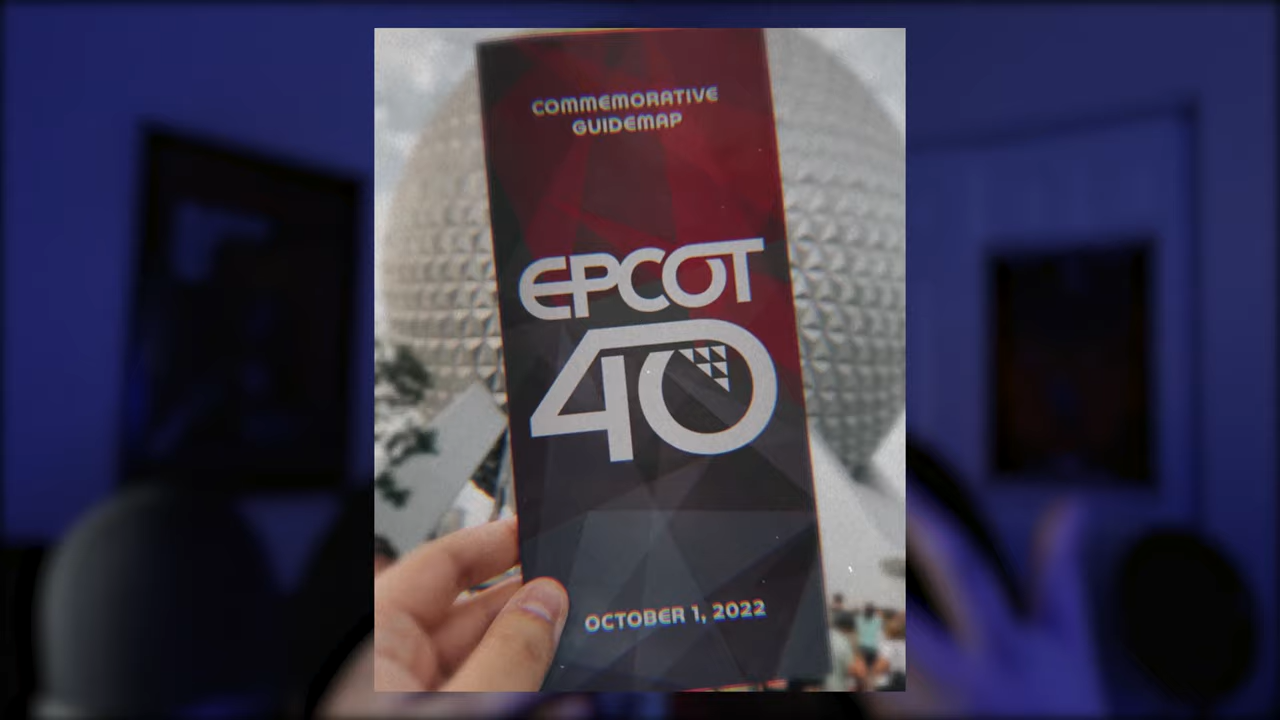 COMMEMORATIVE
GUIDEMAP
EPCOT
40
OCTOBER 1, 2022